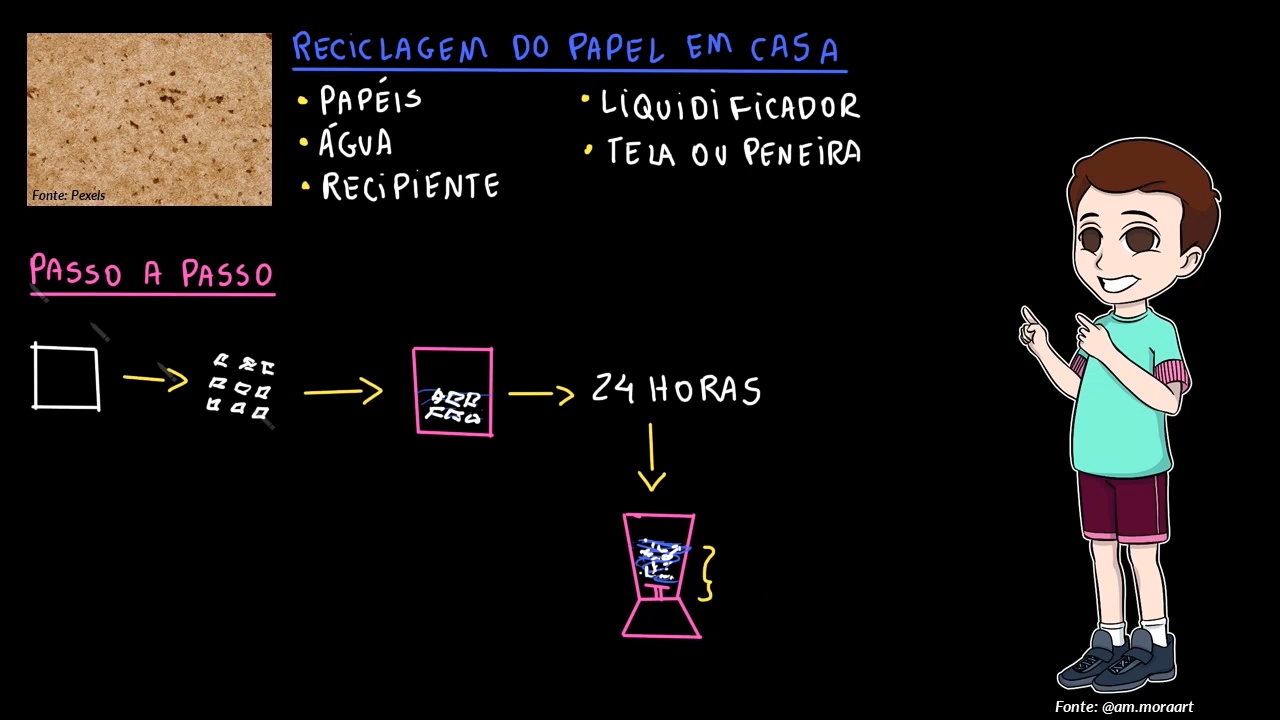 RECICLAGEM DO PAPEL EM CASA
• PAPÉIS
• ÁGUA
• RECIPIENTE
• LIQUIDIFICADOR
• TELA OU PENEIRA
Fonte: Pexels
PASSO A PASSO
24 HORAS
Fonte: @am.moraart